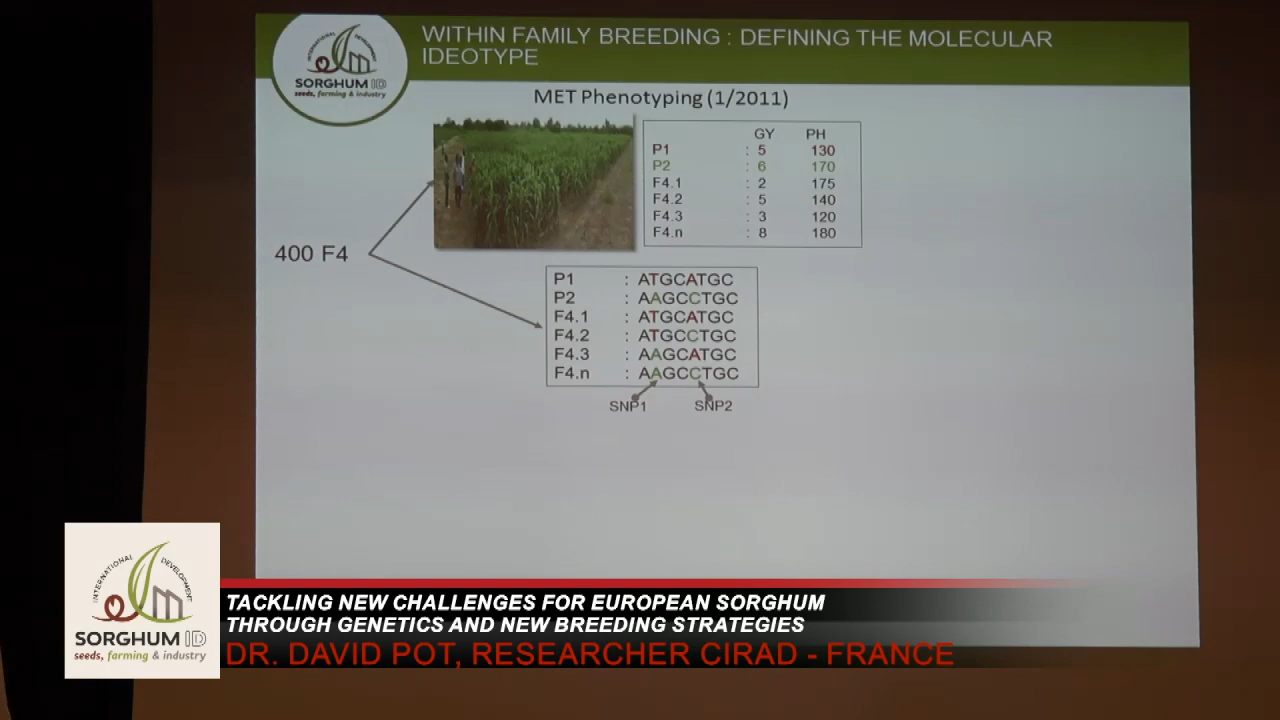 WITHIN FAMILY BREEDING : DEFINING THE MOLECULAR
IDEOTYPE
INTERNATIONAL DEVELOPMENT
SORGHUM ID
seeds, farming & industry
MET Phenotyping (1/2011)
GY PH
P1 : 5 130
P2 : 6 170
F4.1 : 2 175
F4.2 : 5 140
F4.3 : 3 120
F4.n : 8 180
400 F4
P1 : ATGCATGC
P2 : AAGCCTGC
F4.1 : ATGCATGC
F4.2 : ATGCCTGC
F4.3 : AAGCATGC
F4.n : AAGCCTGC
SNP1 SNP2
INTERNATIONAL DEVELOPMENT
SORGHUM ID
seeds, farming & industry
TACKLING NEW CHALLENGES FOR EUROPEAN SORGHUM
THROUGH GENETICS AND NEW BREEDING STRATEGIES
DR. DAVID POT, RESEARCHER CIRAD - FRANCE